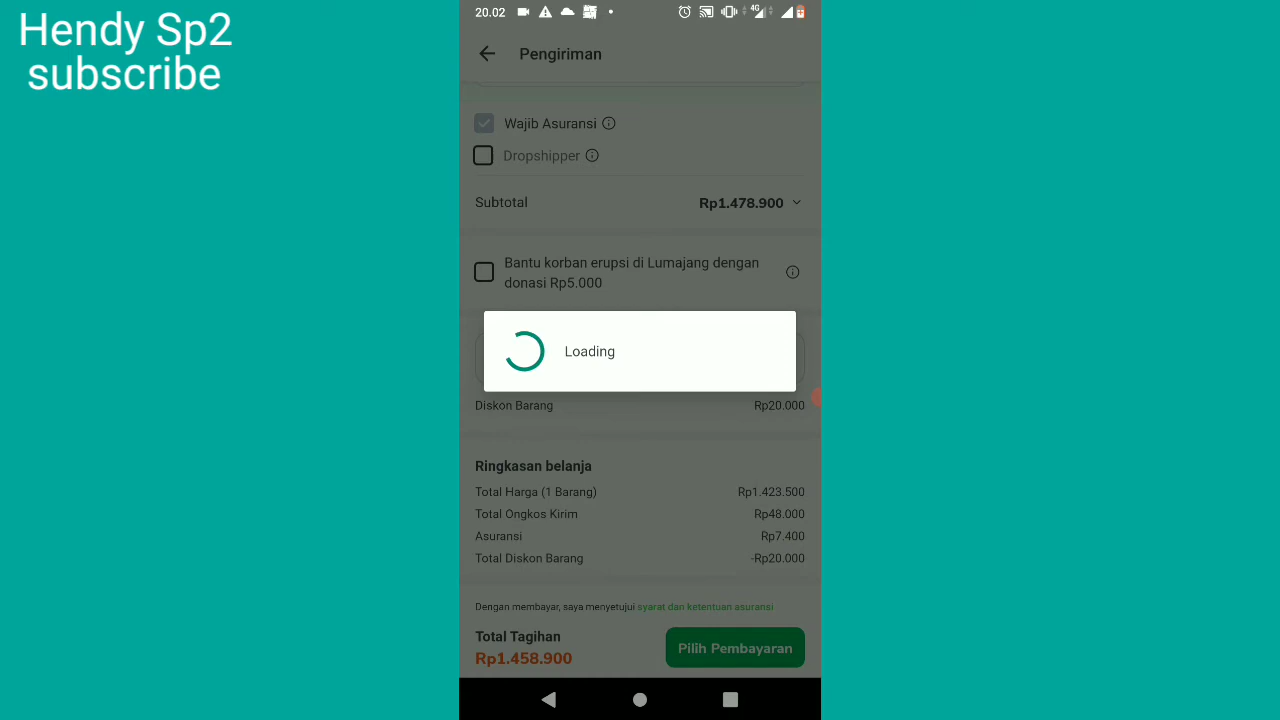 Hendy Sp2
subscribe
20.02
4G
Pengiriman
Wajib Asuransi
Dropshipper
Subtotal Rp1.478.900
Bantu korban erupsi di Lumajang dengan
donasi Rp5.000
Loading
Diskon Barang Rp20.000
Ringkasan belanja
Total Harga (1 Barang) Rp1.423.500
Total Ongkos Kirim Rp48.000
Asuransi Rp7.400
Total Diskon Barang -Rp20.000
Dengan membayar, saya menyetujui syarat dan ketentuan asuransi
Total Tagihan
Rp1.458.900
Pilih Pembayaran